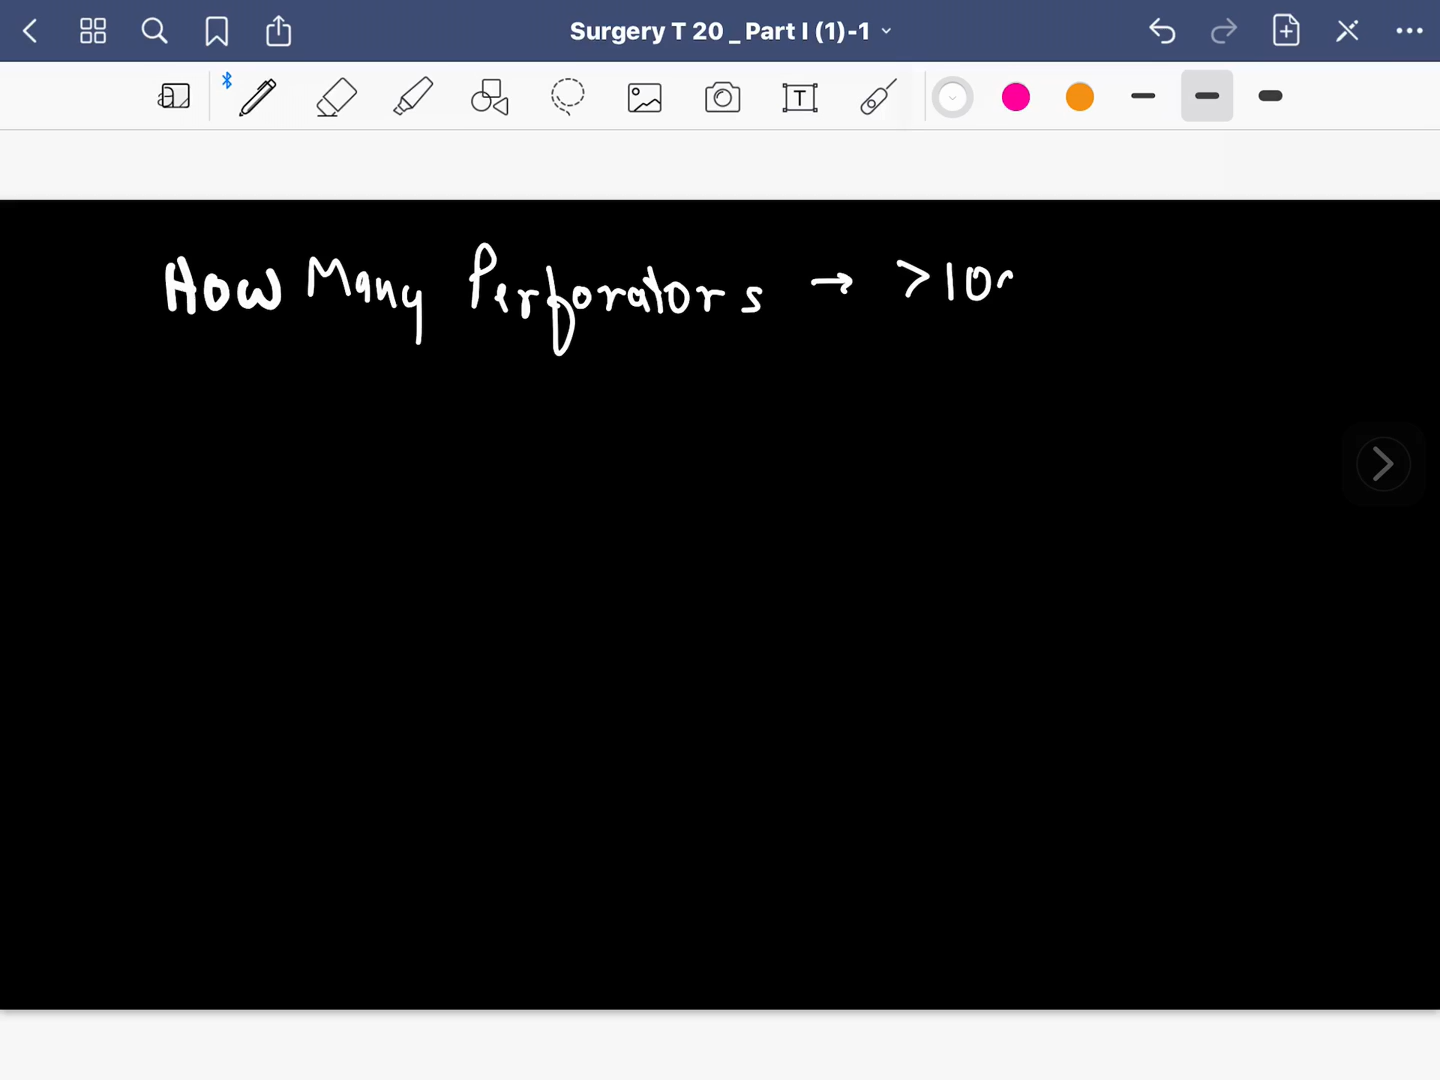 Surgery T 20 _ Part I (1)-1
T
How Many Perforators → >10